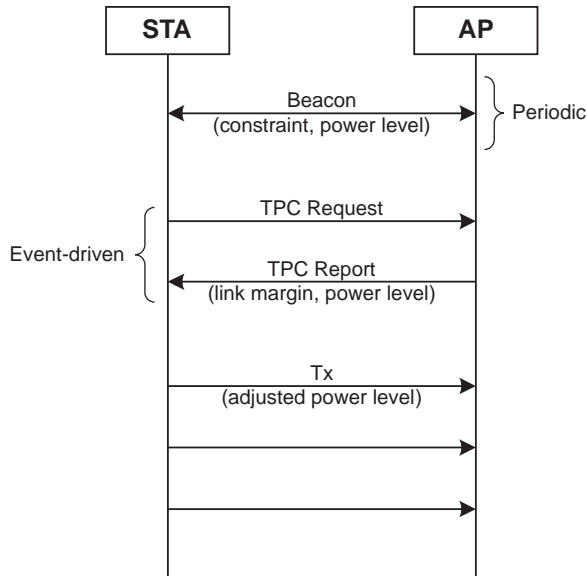 STA
AP
Beacon
(constraint, power level)
Periodic
TPC Request
Event-driven
TPC Report
(link margin, power level)
Tx
(adjusted power level)